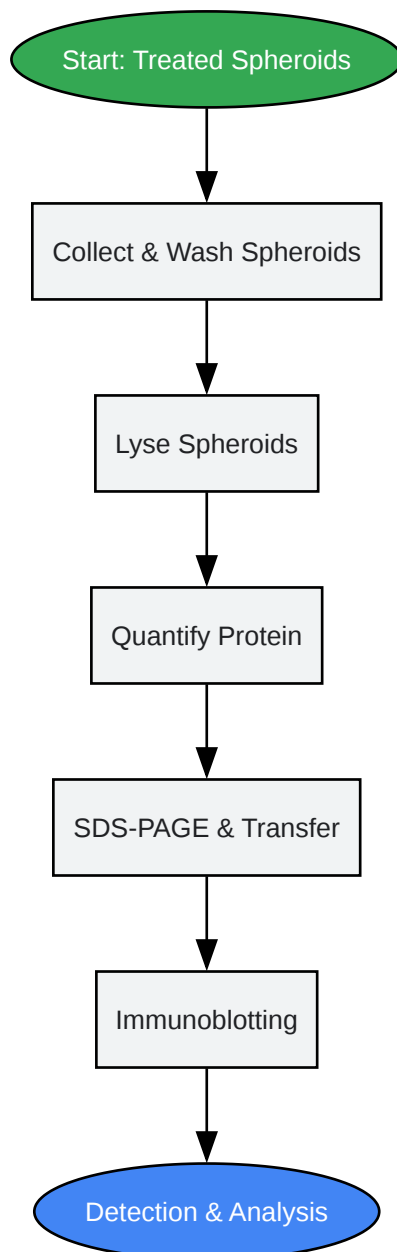 Start: Treated Spheroids
Collect & Wash Spheroids
Lyse Spheroids
Quantify Protein
SDS-PAGE & Transfer
Immunoblotting
Detection & Analysis